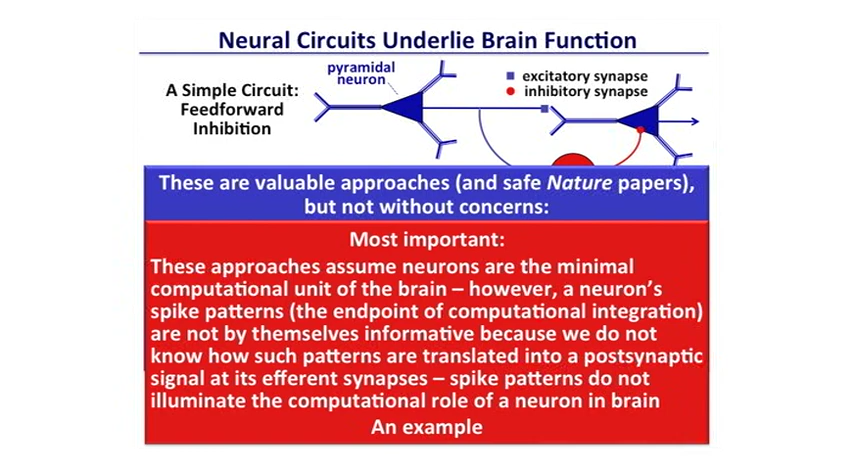 Neural Circuits Underlie Brain Function
A Simple Circuit:
Feedforward
Inhibition
pyramidal
neuron
excitatory synapse
inhibitory synapse
These are valuable approaches (and safe Nature papers),
but not without concerns:
Most important:
These approaches assume neurons are the minimal
computational unit of the brain – however, a neuron's
spike patterns (the endpoint of computational integration)
are not by themselves informative because we do not
know how such patterns are translated into a postsynaptic
signal at its efferent synapses – spike patterns do not
illuminate the computational role of a neuron in brain
An example